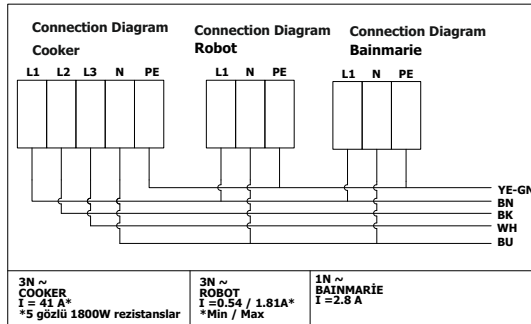 Connection Diagram
Cooker
L1 L2 L3 N PE
Connection Diagram
Robot
L1 N PE
Connection Diagram
Bainmarie
L1 N PE
YE-GN
BN
BK
WH
BU
3N ~
COOKER
I = 41 A*
*5 gözlü 1800W rezistanslar
3N ~
ROBOT
I =0.54 / 1.81A*
*Min / Max
1N ~
BAINMARİE
I =2.8 A